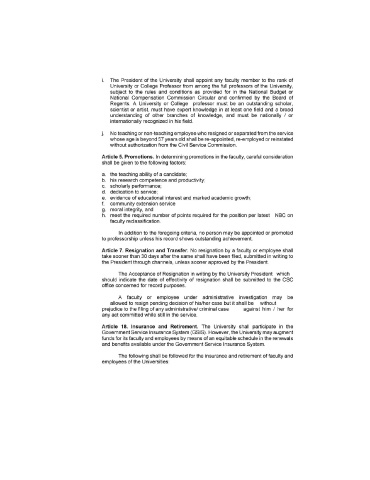 i. The President of the University shall appoint any faculty member to the rank of
University or College Professor from among the full professors of the University,
subject to the rules and conditions as provided for in the National Budget or
National Compensation Commission Circular and confirmed by the Board of
Regents. A University or College professor must be an outstanding scholar,
scientist or artist, must have expert knowledge in at least one field and a broad
understanding of other branches of knowledge, and must be nationally / or
internationally recognized in his field.
j. No teaching or non-teaching employee who resigned or separated from the service
whose age is beyond 57 years old shall be re-appointed, re-employed or reinstated
without authorization from the Civil Service Commission.
Article 5. Promotions. In determining promotions in the faculty, careful consideration
shall be given to the following factors:
a. the teaching ability of a candidate;
b. his research competence and productivity;
c. scholarly performance;
d. dedication to service;
e. evidence of educational interest and marked academic growth;
f. community extension service
g. moral integrity, and
h. meet the required number of points required for the position per latest NBC on
faculty reclassification.
In addition to the foregoing criteria, no person may be appointed or promoted
to professorship unless his record shows outstanding achievement.
Article 7. Resignation and Transfer. No resignation by a faculty or employee shall
take sooner than 30 days after the same shall have been filed, submitted in writing to
the President through channels, unless sooner approved by the President.
The Acceptance of Resignation in writing by the University President which
should indicate the date of effectivity of resignation shall be submitted to the CSC
office concerned for record purposes.
A faculty or employee under administrative investigation may be
allowed to resign pending decision of his/her case but it shall be without
prejudice to the filing of any administrative/ criminal case against him / her for
any act committed while still in the service.
Article 18. Insurance and Retirement. The University shall participate in the
Government Service Insurance System (GSIS). However, the University may augment
funds for its faculty and employees by means of an equitable schedule in the renewals
and benefits available under the Government Service Insurance System.
The following shall be followed for the insurance and retirement of faculty and
employees of the Universities: